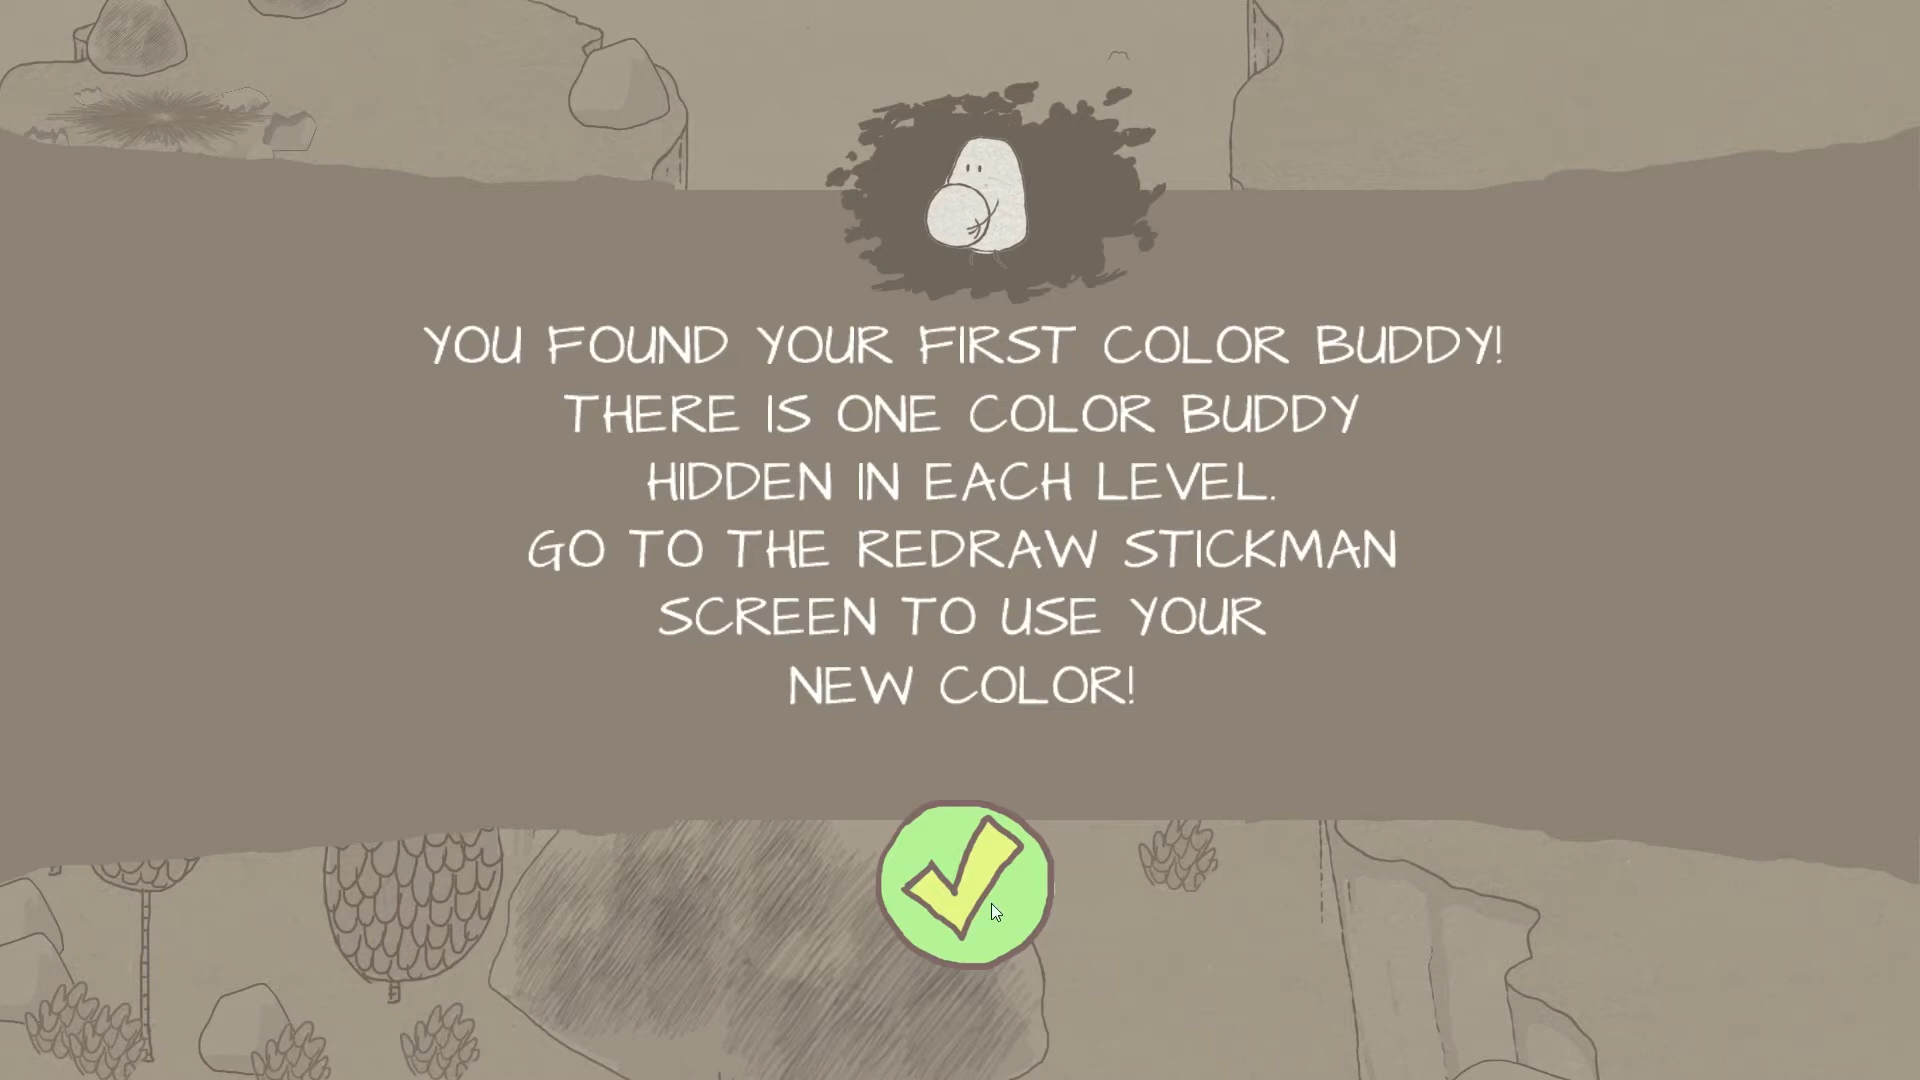 YOU FOUND YOUR FIRST COLOR BUDDY!
THERE IS ONE COLOR BUDDY
HIDDEN IN EACH LEVEL.
GO TO THE REDRAW STICKMAN
SCREEN TO USE YOUR
NEW COLOR!